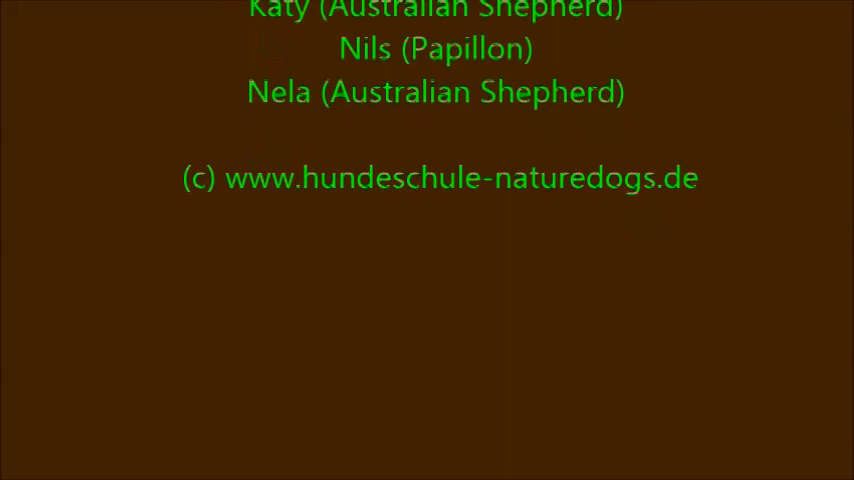 Katy (Australian Shepherd)
Nils (Papillon)
Nela (Australian Shepherd)
(c) www.hundeschule-naturedogs.de